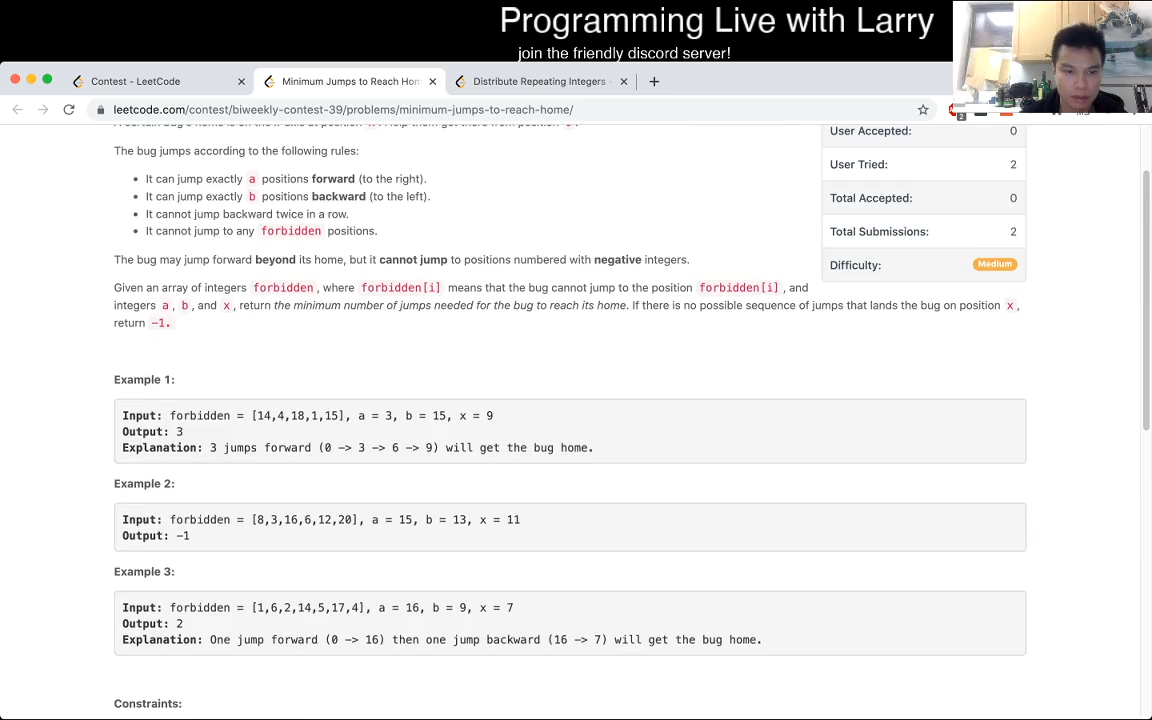 Programming Live with Larry
join the friendly discord server!
Contest - LeetCode
Minimum Jumps to Reach Hom
Distribute Repeating Integers
leetcode.com/contest/biweekly-contest-39/problems/minimum-jumps-to-reach-home/
The bug jumps according to the following rules:
It can jump exactly a positions forward (to the right).
It can jump exactly b positions backward (to the left).
It cannot jump backward twice in a row.
It cannot jump to any forbidden positions.
The bug may jump forward beyond its home, but it cannot jump to positions numbered with negative integers.
Given an array of integers forbidden, where forbidden[i] means that the bug cannot jump to the position forbidden[i], and
integers a, b, and x, return the minimum number of jumps needed for the bug to reach its home. If there is no possible sequence of jumps that lands the bug on position x,
return -1.
User Accepted: 0
User Tried: 2
Total Accepted: 0
Total Submissions: 2
Difficulty: Medium
Example 1:
Input: forbidden = [14,4,18,1,15], a = 3, b = 15, x = 9
Output: 3
Explanation: 3 jumps forward (0 -> 3 -> 6 -> 9) will get the bug home.
Example 2:
Input: forbidden = [8,3,16,6,12,20], a = 15, b = 13, x = 11
Output: -1
Example 3:
Input: forbidden = [1,6,2,14,5,17,4], a = 16, b = 9, x = 7
Output: 2
Explanation: One jump forward (0 -> 16) then one jump backward (16 -> 7) will get the bug home.
Constraints: